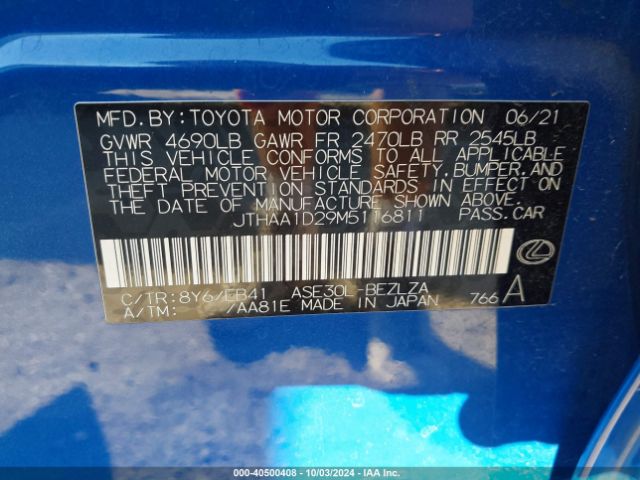 MFD. BY: TOYOTA MOTOR CORPORATION 06/21
GVWR 4690LB GAWR FR 2470LB RR 2545LB
THIS VEHICLE CONFORMS TO ALL APPLICABLE
FEDERAL MOTOR VEHICLE SAFETY, BUMPER, AND
THEFT PREVENTION STANDARDS IN EFFECT ON
THE DATE OF MANUFACTURE SHOWN ABOVE.
JTHAA1D29M5116811 PASS. CAR
C/TR: 8Y6/EB41 ASE30L-BEZLZA
A/TM: /AA81E MADE IN JAPAN 766 A
000-40500408 - 10/03/2024 - IAAI.COM